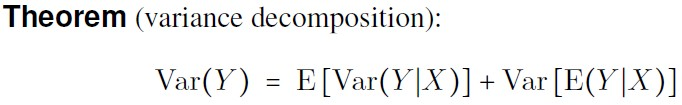 Theorem (variance decomposition):
Var(Y) = E[Var(Y|X)] + Var[E(Y|X)]